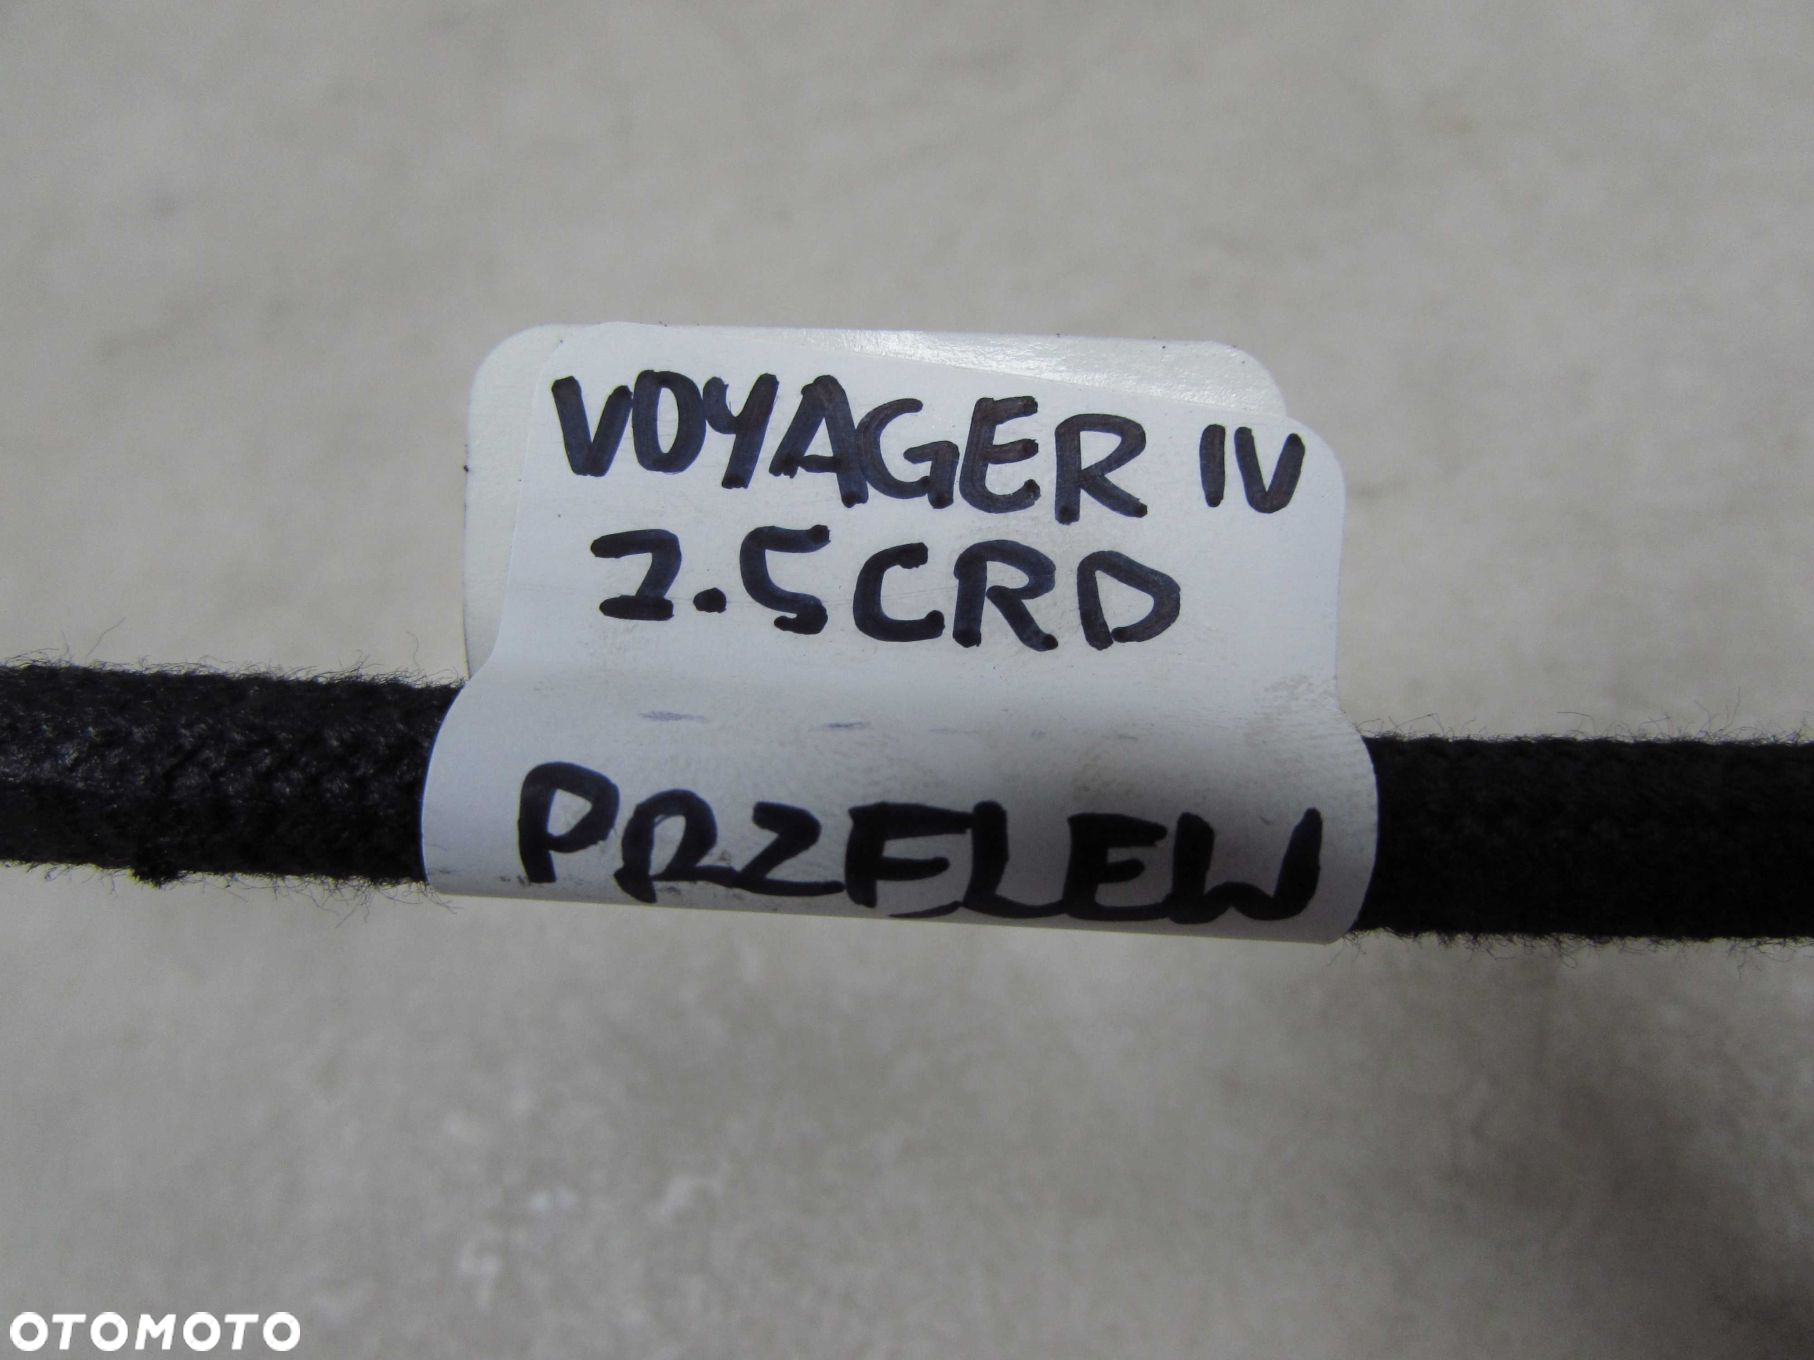 VOYAGER IV
2.5CRD
PRZELEW
OTOMOTO